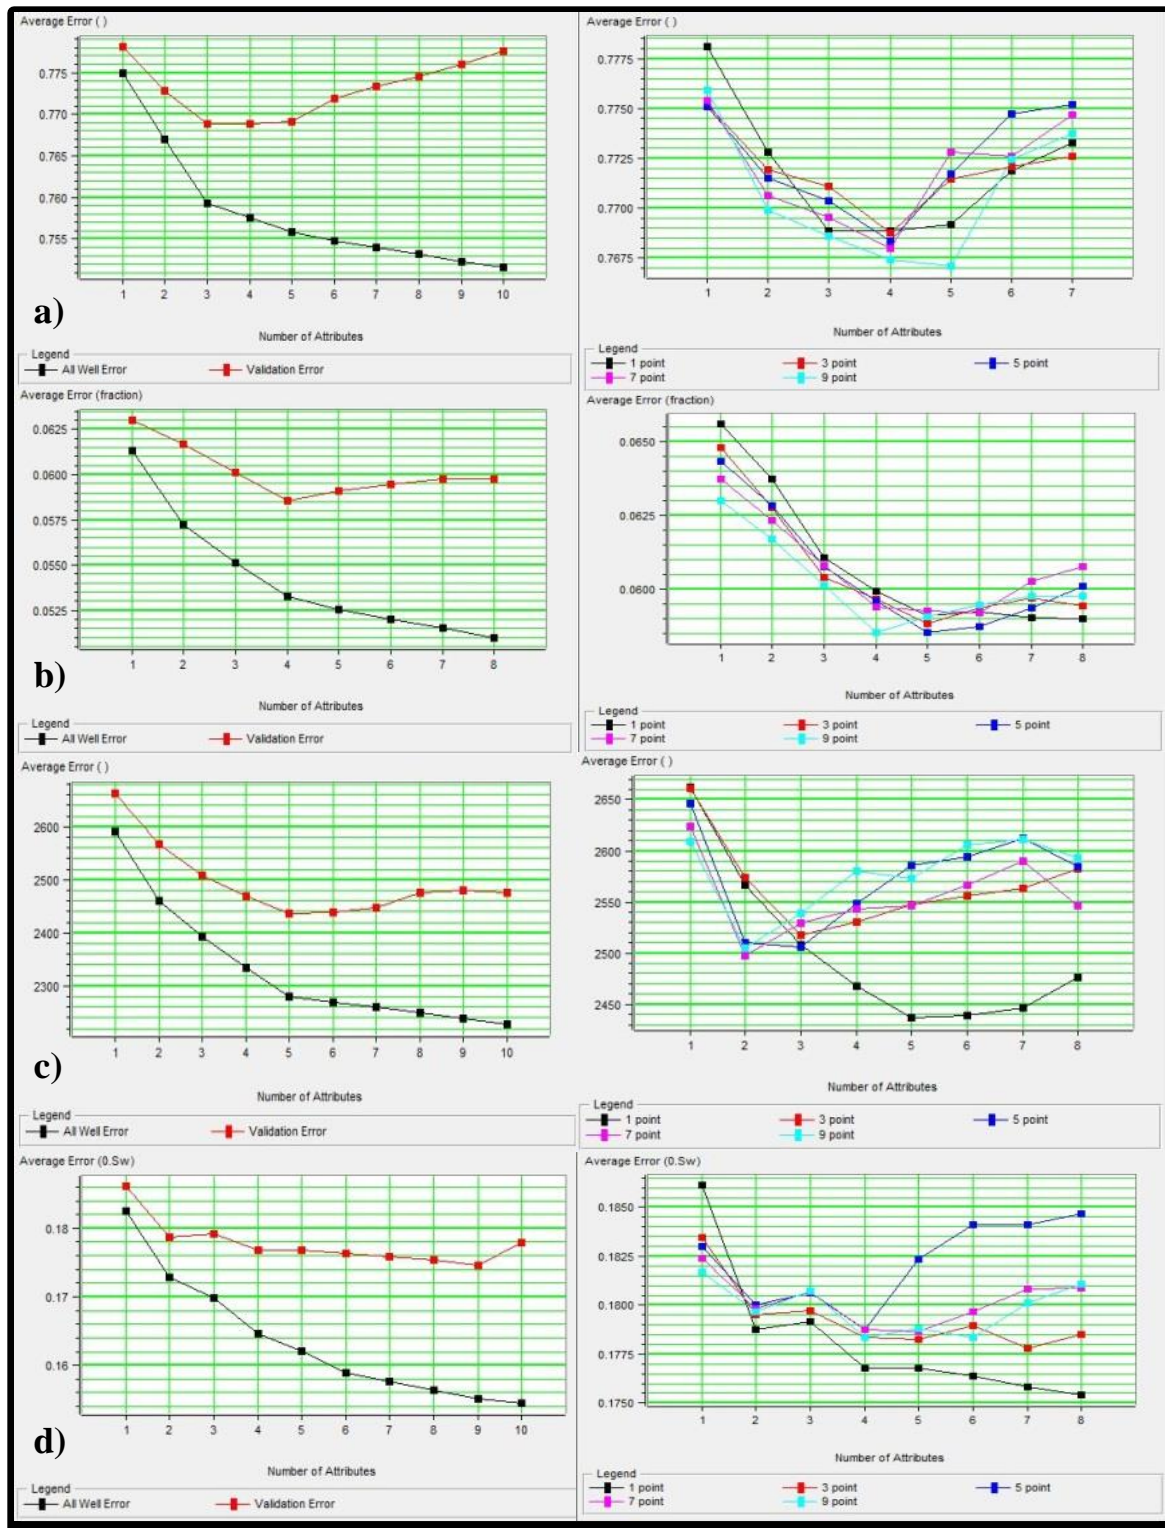 Average Error ( )
0.775
0.770
0.765
0.760
0.755
1 2 3 4 5 6 7 8 9 10
a)
Number of Attributes
Legend
All Well Error Validation Error
Average Error ( )
0.7775
0.7750
0.7725
0.7700
0.7675
1 2 3 4 5 6 7
Number of Attributes
Legend
1 point 3 point 5 point
7 point 9 point
Average Error (fraction)
0.0625
0.0600
0.0575
0.0550
0.0525
1 2 3 4 5 6 7 8
b)
Number of Attributes
Legend
All Well Error Validation Error
Average Error (fraction)
0.0650
0.0625
0.0600
1 2 3 4 5 6 7 8
Number of Attributes
Legend
1 point 3 point 5 point
7 point 9 point
Average Error ( )
2600
2500
2400
2300
1 2 3 4 5 6 7 8 9 10
c)
Number of Attributes
Legend
All Well Error Validation Error
Average Error ( )
2650
2600
2550
2500
2450
1 2 3 4 5 6 7 8
Number of Attributes
Legend
1 point 3 point 5 point
7 point 9 point
Average Error (0.Sw)
0.18
0.17
0.16
1 2 3 4 5 6 7 8 9 10
d)
Number of Attributes
Legend
All Well Error Validation Error
Average Error (0.Sw)
0.1850
0.1825
0.1800
0.1775
0.1750
1 2 3 4 5 6 7 8
Number of Attributes
Legend
1 point 3 point 5 point
7 point 9 point